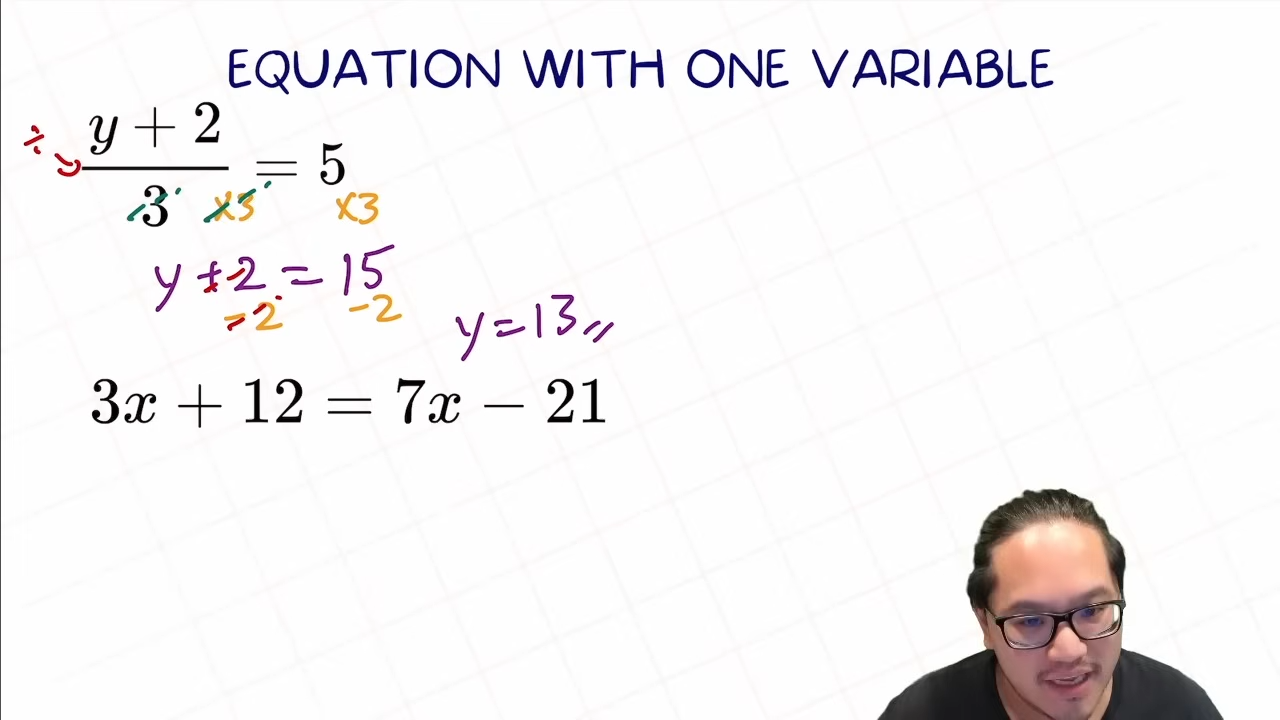 EQUATION WITH ONE VARIABLE
÷
y + 2
= 5
3 ×3 ×3
y + 2 = 15
-2 -2
y = 13 //
3x + 12 = 7x − 21